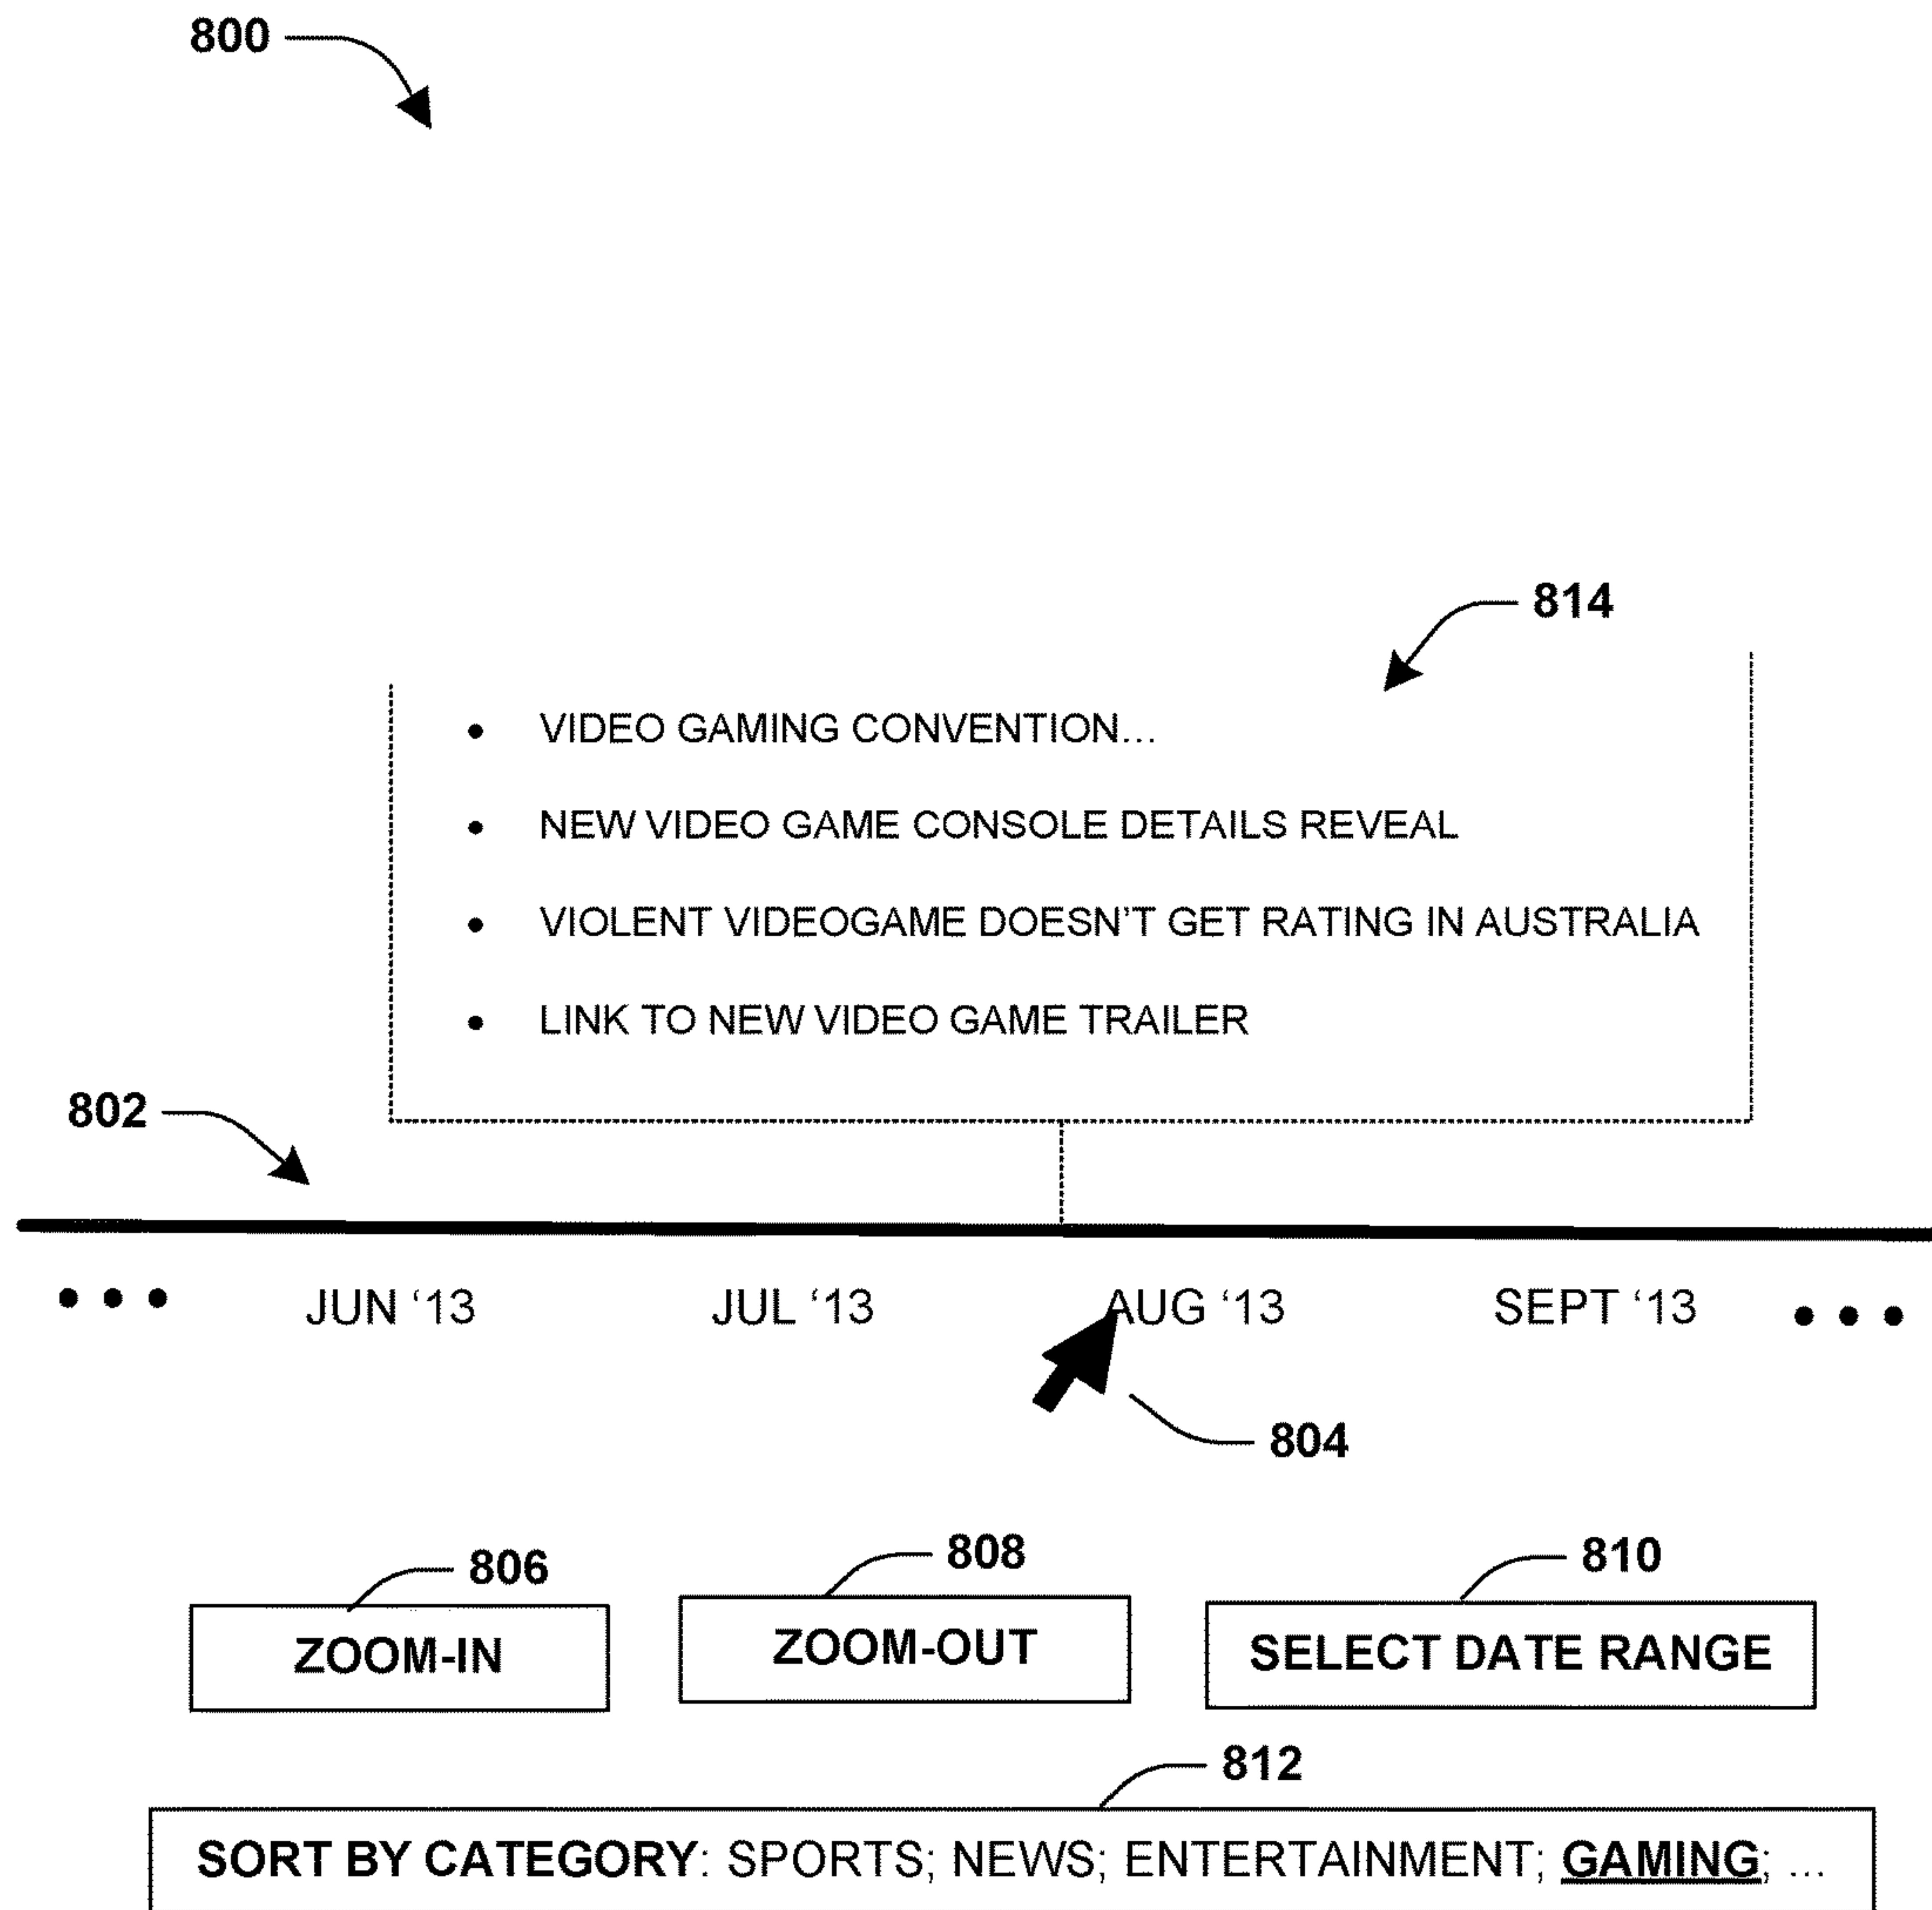 800
814
• VIDEO GAMING CONVENTION...
• NEW VIDEO GAME CONSOLE DETAILS REVEAL
• VIOLENT VIDEOGAME DOESN'T GET RATING IN AUSTRALIA
• LINK TO NEW VIDEO GAME TRAILER
802
• • • JUN ‘13 JUL ‘13 AUG ‘13 SEPT ‘13 • • •
804
806 808 810
ZOOM-IN ZOOM-OUT SELECT DATE RANGE
812
SORT BY CATEGORY: SPORTS; NEWS; ENTERTAINMENT; GAMING; ...